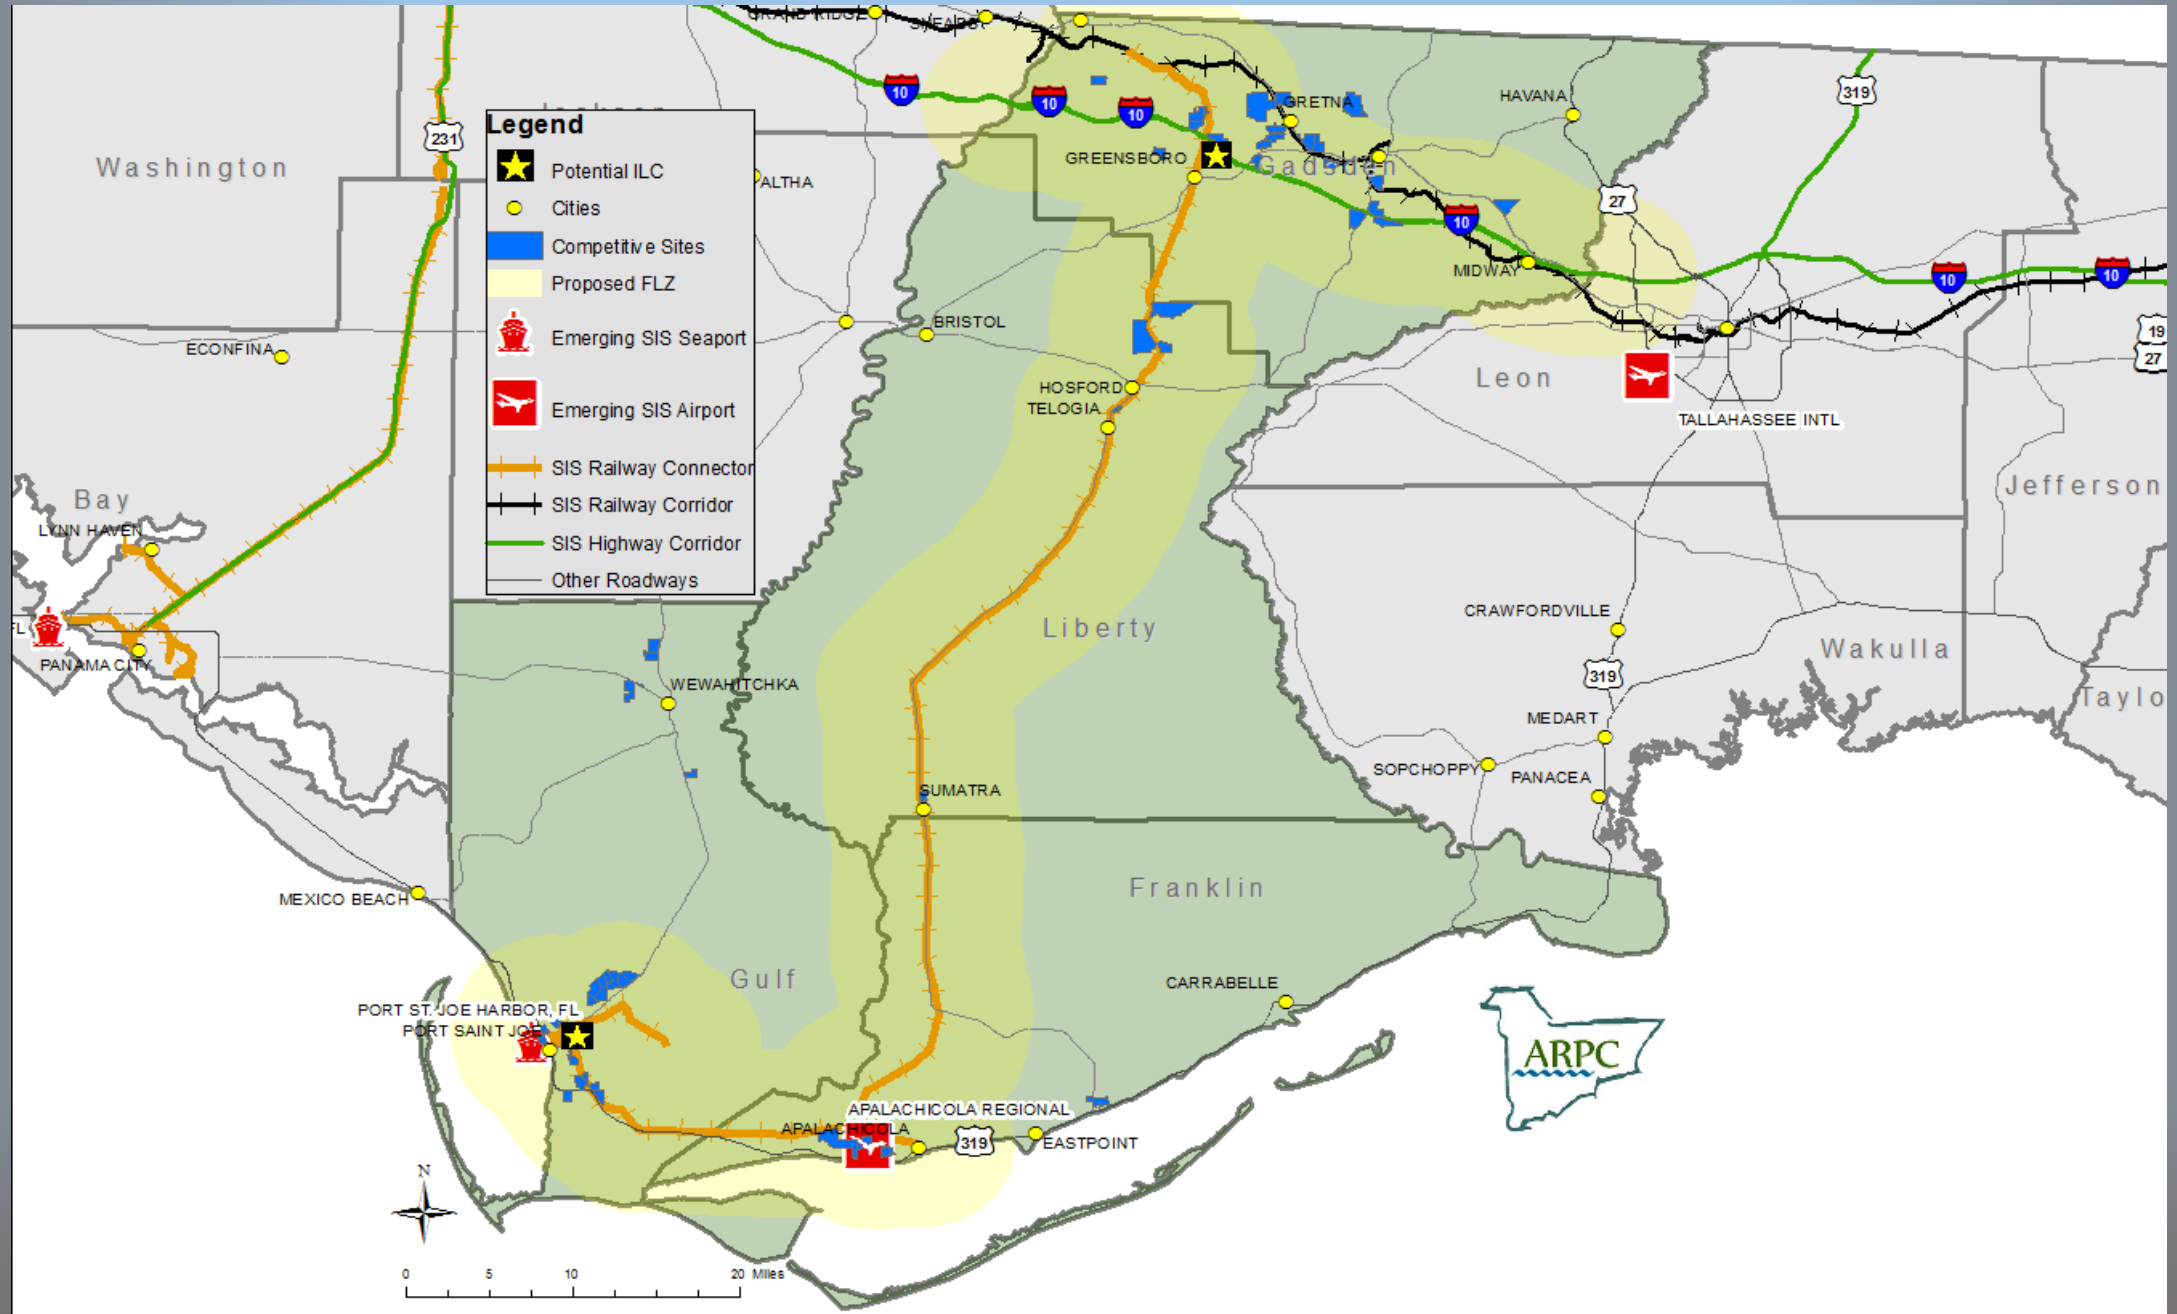 GRAND RIDGE
SNEADS
10
10
10
GRETNA
HAVANA
319
Jackson
Legend
Potential ILC
Cities
Competitive Sites
Proposed FLZ
Emerging SIS Seaport
Emerging SIS Airport
SIS Railway Connector
SIS Railway Corridor
SIS Highway Corridor
Other Roadways
231
Washington
ALTHA
GREENSBORO
Gadsden
27
10
MIDWAY
10
10
BRISTOL
19
27
ECONFINA
HOSFORD
TELOGIA
Leon
TALLAHASSEE INTL
Jefferson
Bay
LYNN HAVEN
FL
PANAMA CITY
Liberty
CRAWFORDVILLE
Wakulla
319
WEWAHITCHKA
Taylo
MEDART
SOPCHOPPY
PANACEA
SUMATRA
MEXICO BEACH
Franklin
Gulf
CARRABELLE
PORT ST. JOE HARBOR, FL
PORT SAINT JOE
ARPC
APALACHICOLA REGIONAL
APALACHICOLA
319
EASTPOINT
N
0 5 10 20 Miles